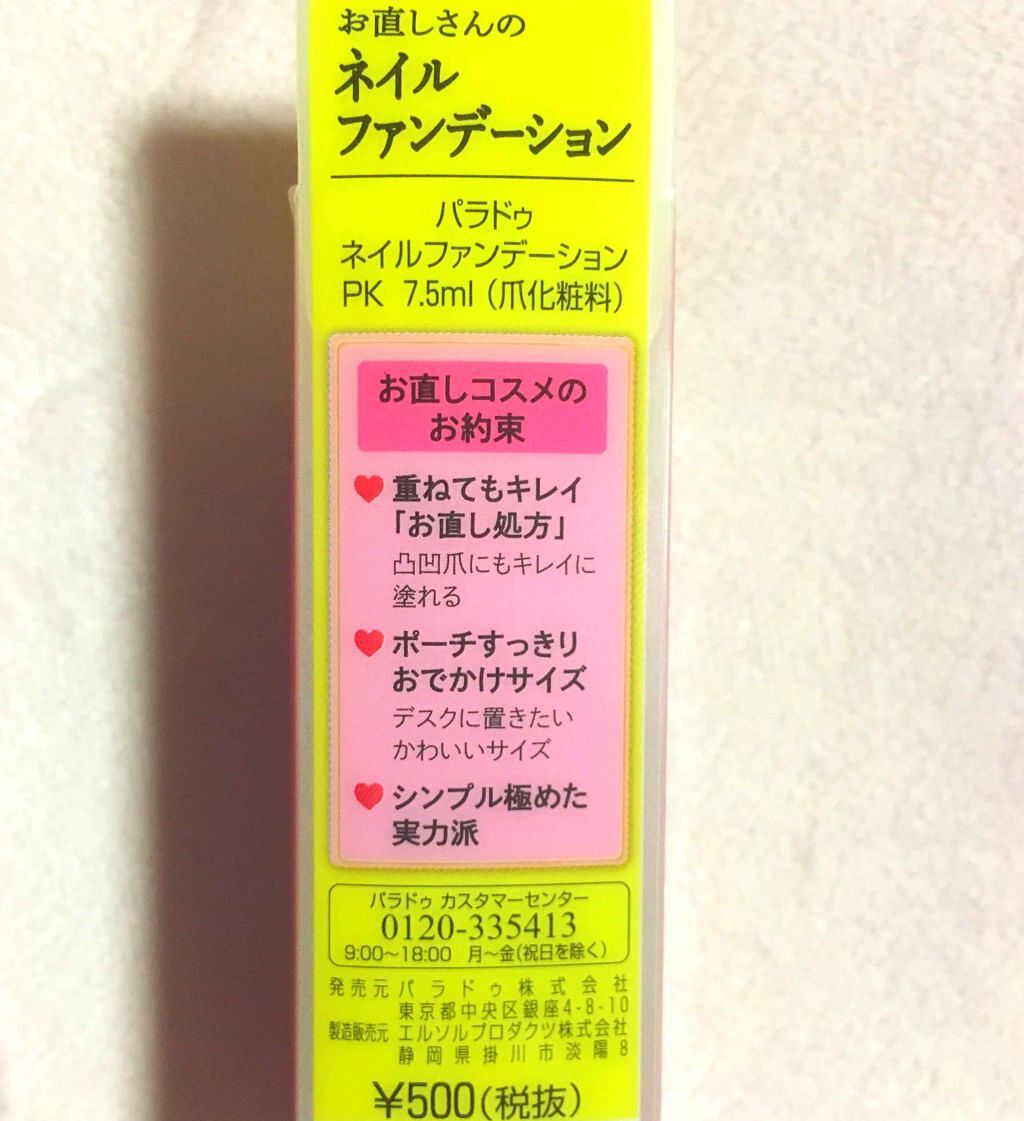 お直しさんの
ネイル
ファンデーション
パラドゥ
ネイルファンデーション
PK 7.5ml (爪化粧料)
お直しコスメの
お約束
重ねてもキレイ
「お直し処方」
凸凹爪にもキレイに
塗れる
ポーチすっきり
おでかけサイズ
デスクに置きたい
かわいいサイズ
シンプル極めた
実力派
パラドゥ カスタマーセンター
0120-335413
9:00~18:00 月~金(祝日を除く)
発売元 パラドゥ株式会社
東京都中央区銀座4-8-10
製造販売元 エルソルプロダクツ株式会社
静岡県掛川市淡陽8
¥500(税抜)